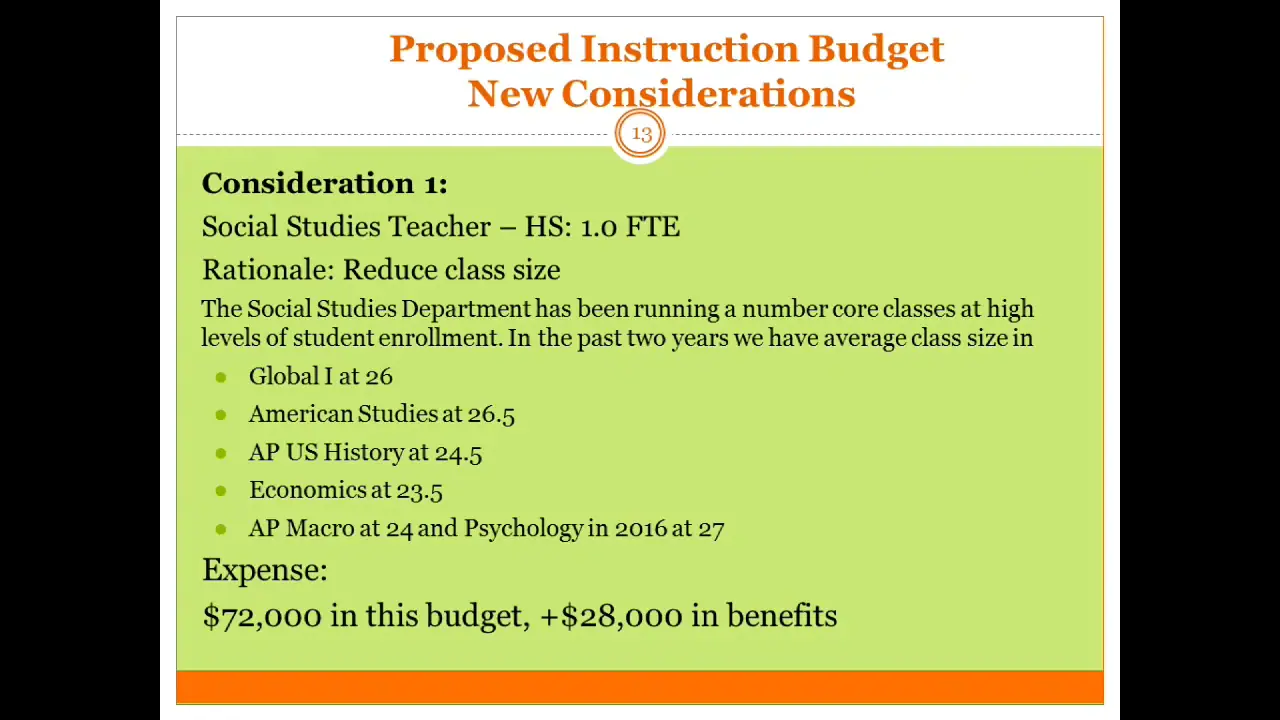 Proposed Instruction Budget
New Considerations
13
Consideration 1:
Social Studies Teacher – HS: 1.0 FTE
Rationale: Reduce class size
The Social Studies Department has been running a number core classes at high
levels of student enrollment. In the past two years we have average class size in
● Global I at 26
● American Studies at 26.5
● AP US History at 24.5
● Economics at 23.5
● AP Macro at 24 and Psychology in 2016 at 27
Expense:
$72,000 in this budget, +$28,000 in benefits